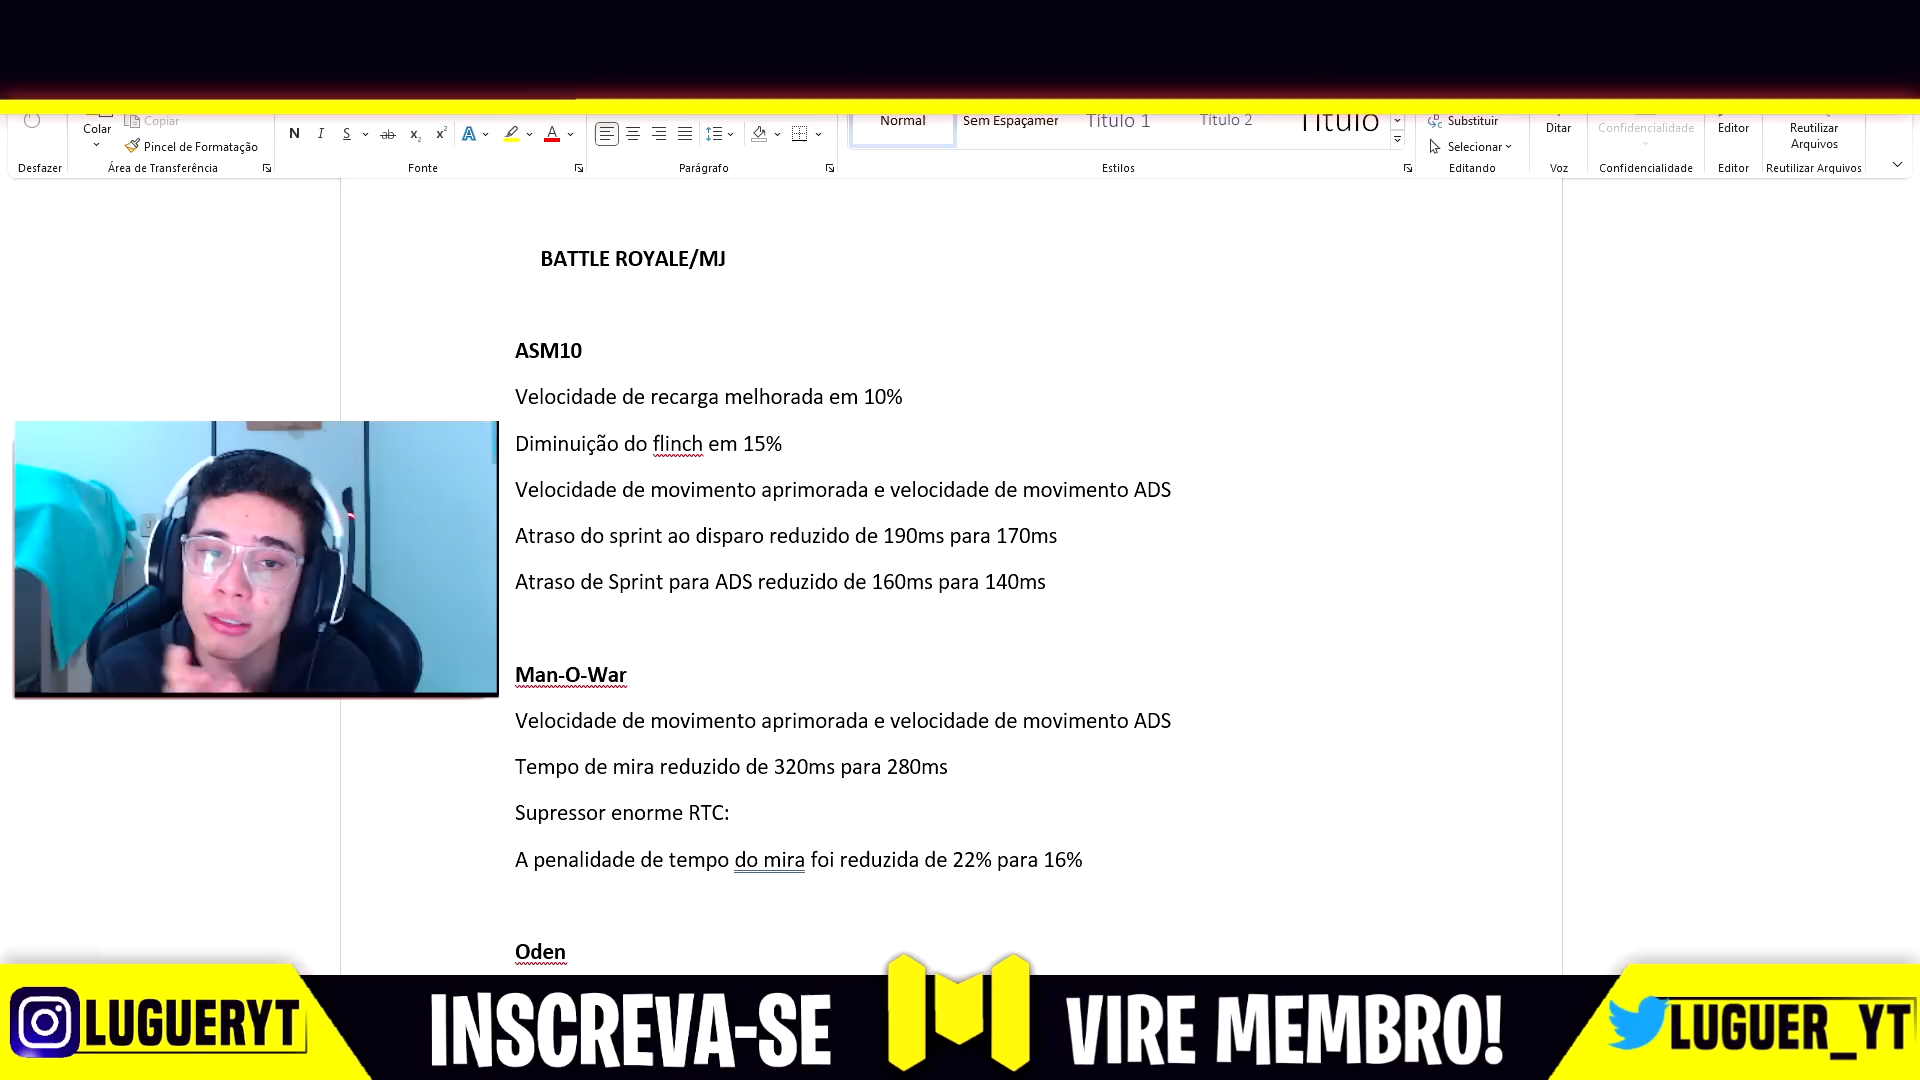 Colar
Copiar
Pincel de Formatação
Desfazer
Área de Transferência
N I S ab x₂ x² A A
Fonte
Parágrafo
Normal
Sem Espaçamer
Título 1
Título 2
Título
Estilos
Substituir
Selecionar
Editando
Ditar
Voz
Confidencialidade
Confidencialidade
Editor
Editor
Reutilizar
Arquivos
Reutilizar Arquivos
BATTLE ROYALE/MJ
ASM10
Velocidade de recarga melhorada em 10%
Diminuição do flinch em 15%
Velocidade de movimento aprimorada e velocidade de movimento ADS
Atraso do sprint ao disparo reduzido de 190ms para 170ms
Atraso de Sprint para ADS reduzido de 160ms para 140ms
Man-O-War
Velocidade de movimento aprimorada e velocidade de movimento ADS
Tempo de mira reduzido de 320ms para 280ms
Supressor enorme RTC:
A penalidade de tempo do mira foi reduzida de 22% para 16%
Oden
LUGUERYT
INSCREVA-SE
VIRE MEMBRO!
LUGUER_YT